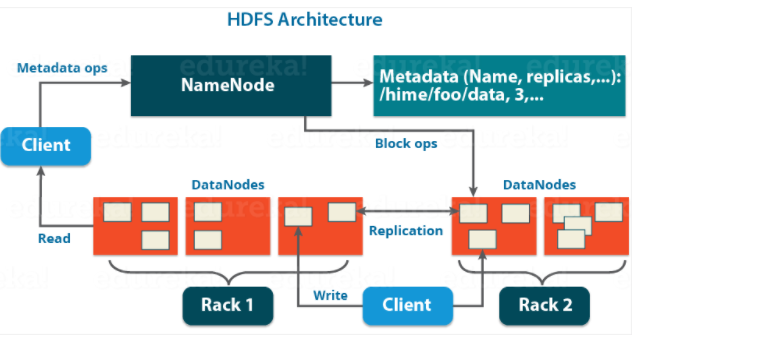 HDFS Architecture
Metadata ops
edureka!
NameNode
edureka!
Metadata (Name, replicas,...):
/hime/foo/data, 3,...
Client
Block ops
DataNodes
DataNodes
Read
Replication
Rack 1
Write
Client
Rack 2